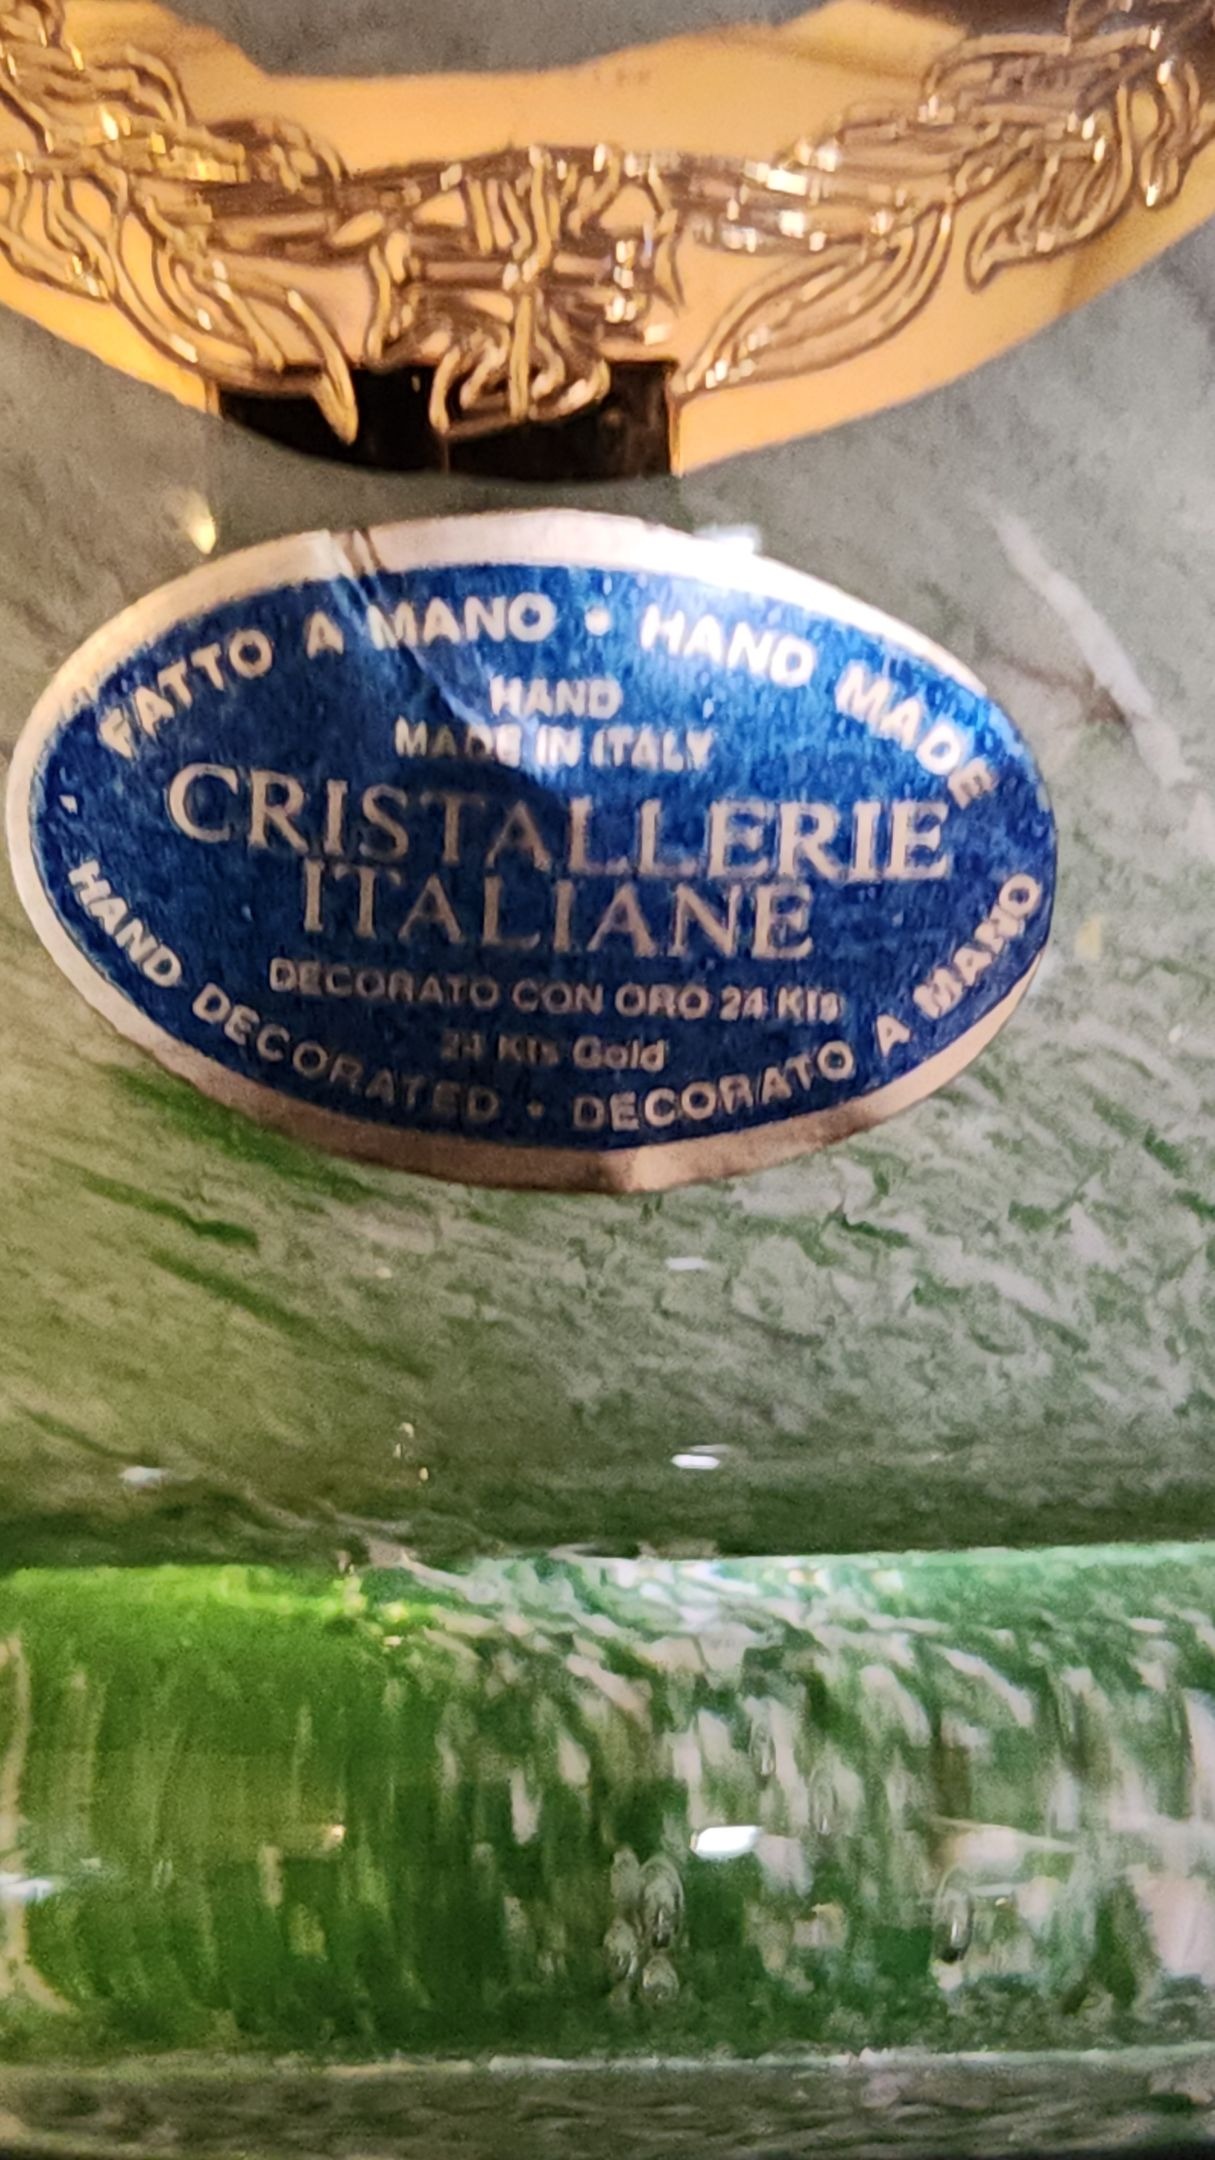 FATTO A MANO • HAND MADE
HAND
MADE IN ITALY
CRISTALLERIE
ITALIANE
DECORATO CON ORO 24 Kts
24 Kts Gold
HAND DECORATED • DECORATO A MANO